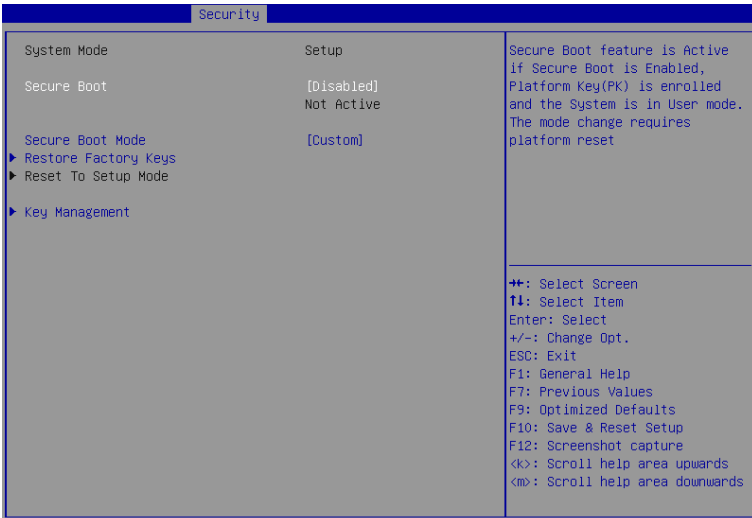 Security
System Mode Setup
Secure Boot [Disabled]
Not Active
Secure Boot Mode [Custom]
Restore Factory Keys
Reset To Setup Mode
Key Management
Secure Boot feature is Active
if Secure Boot is Enabled,
Platform Key(PK) is enrolled
and the System is in User mode.
The mode change requires
platform reset
→←: Select Screen
↑↓: Select Item
Enter: Select
+/-: Change Opt.
ESC: Exit
F1: General Help
F7: Previous Values
F9: Optimized Defaults
F10: Save & Reset Setup
F12: Screenshot capture
<k>: Scroll help area upwards
<m>: Scroll help area downwards